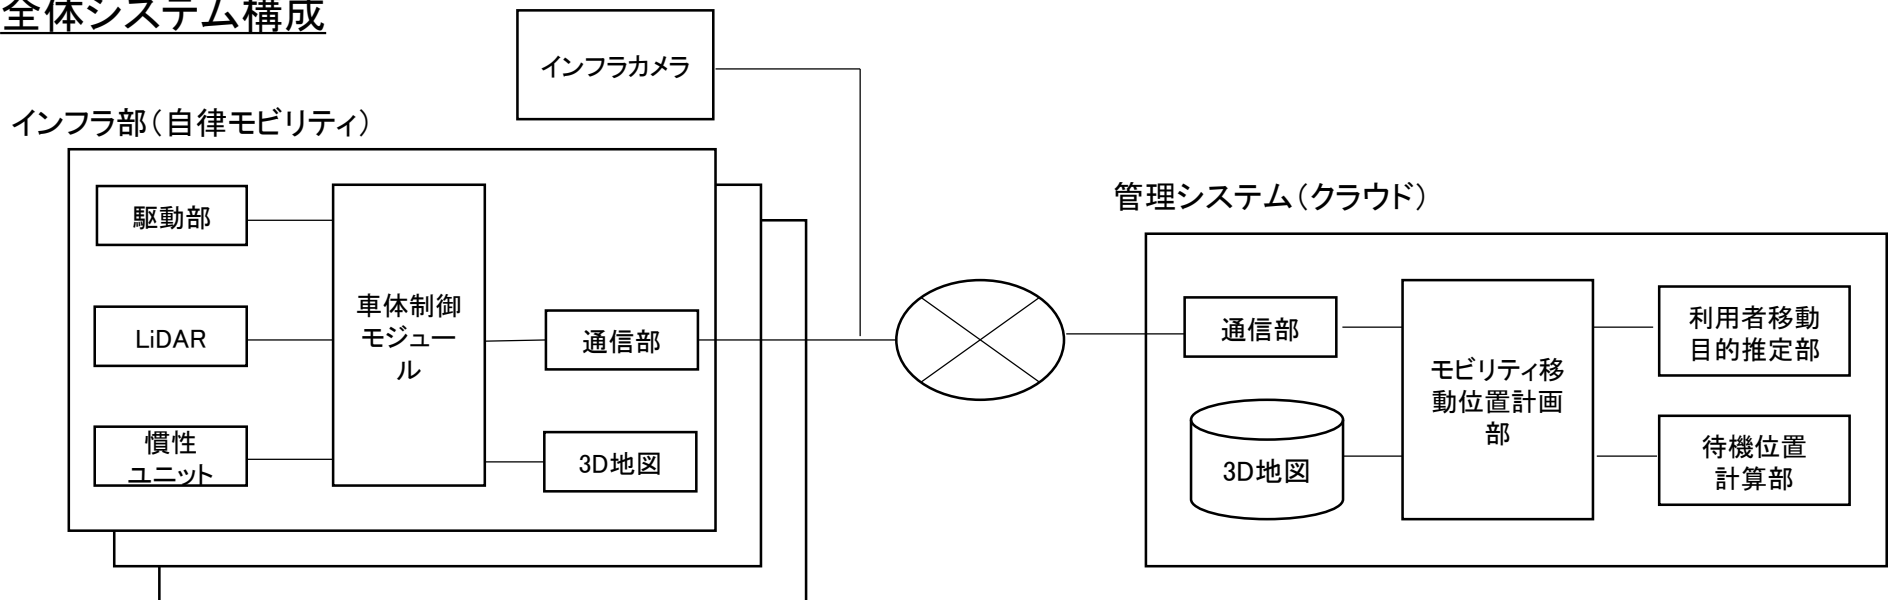 全体システム構成
インフラカメラ
インフラ部（自律モビリティ）
駆動部
LiDAR
慣性
ユニット
車体制御
モジュー
ル
通信部
3D地図
管理システム（クラウド）
通信部
3D地図
モビリティ移
動位置計画
部
利用者移動
目的推定部
待機位置
計算部